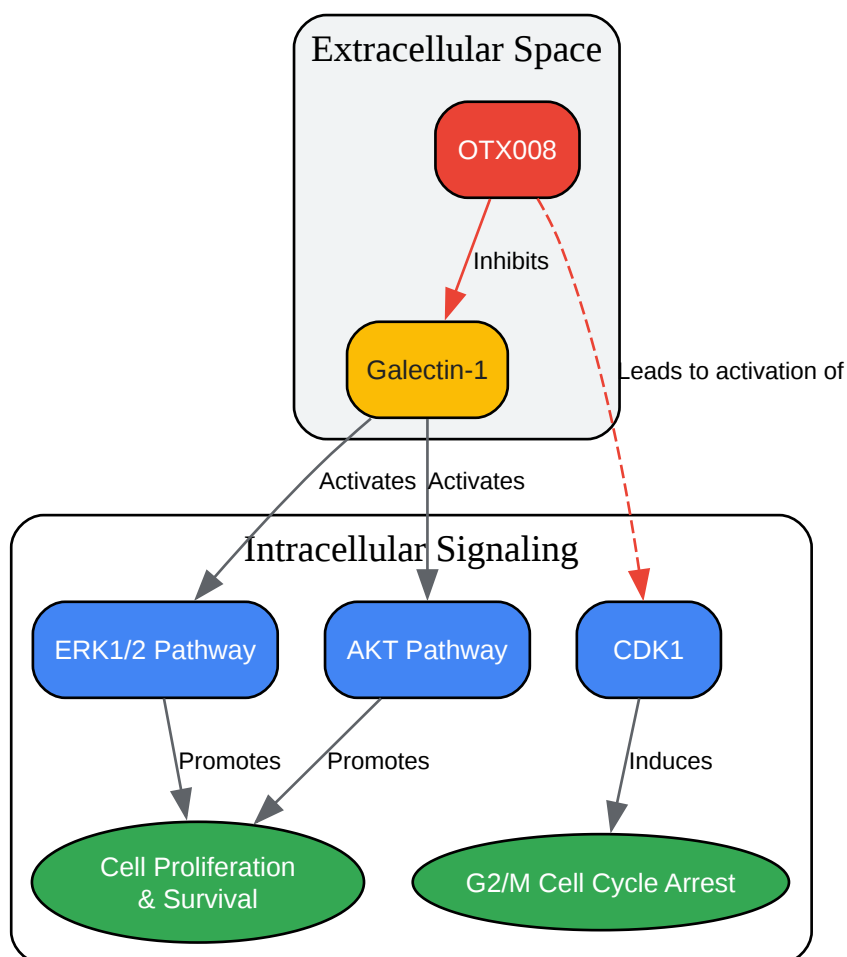 Extracellular Space
OTX008
Inhibits
Galectin-1
Leads to activation of
Activates
Activates
Intracellular Signaling
ERK1/2 Pathway
AKT Pathway
CDK1
Promotes
Promotes
Induces
Cell Proliferation
& Survival
G2/M Cell Cycle Arrest